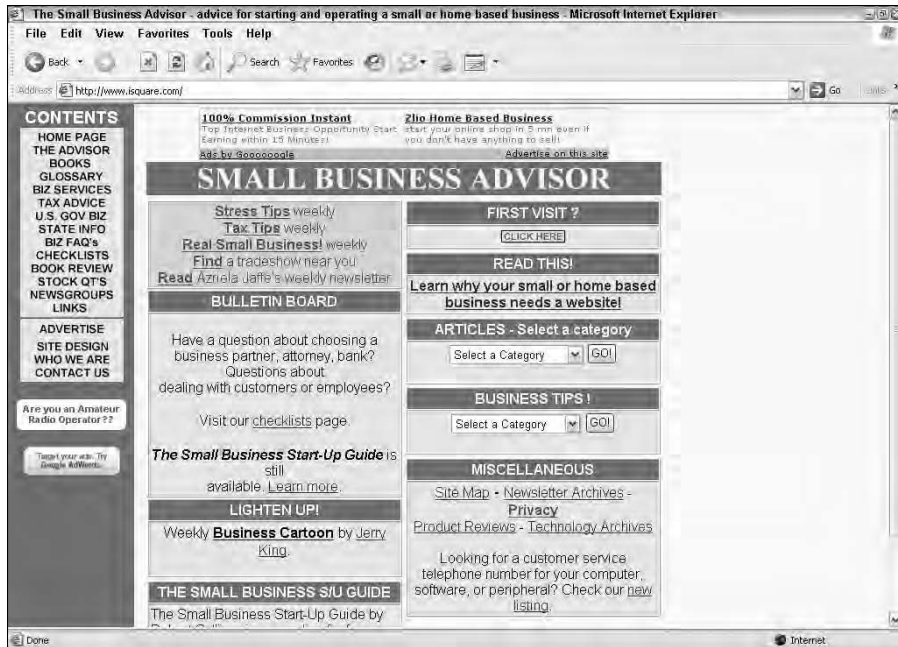 The Small Business Advisor - advice for starting and operating a small or home based business - Microsoft Internet Explorer
File Edit View Favorites Tools Help
Back Search Favorites
Address http://www.isquare.com/ Go Links
CONTENTS
HOME PAGE
THE ADVISOR
BOOKS
GLOSSARY
BIZ SERVICES
TAX ADVICE
U.S. GOV BIZ
STATE INFO
BIZ FAQ's
CHECKLISTS
BOOK REVIEW
STOCK QT'S
NEWSGROUPS
LINKS
ADVERTISE
SITE DESIGN
WHO WE ARE
CONTACT US
Are you an Amateur
Radio Operator??
Target your ads. Try
Google AdWords.
100% Commission Instant
Top Internet Business Opportunity Start
Earning within 15 Minutes!
Zlio Home Based Business
start your online shop in 5 mn even if
you don't have anything to sell!
Ads by Goooooogle
Advertise on this site
SMALL BUSINESS ADVISOR
Stress Tips weekly
Tax Tips weekly
Real Small Business! weekly
Find a tradeshow near you
Read Azriela Jaffe's weekly newsletter
BULLETIN BOARD
Have a question about choosing a
business partner, attorney, bank?
Questions about
dealing with customers or employees?
Visit our checklists page.
The Small Business Start-Up Guide is
still
available. Learn more.
LIGHTEN UP!
Weekly Business Cartoon by Jerry
King.
THE SMALL BUSINESS S/U GUIDE
The Small Business Start-Up Guide by
FIRST VISIT ?
CLICK HERE
READ THIS!
Learn why your small or home based
business needs a website!
ARTICLES - Select a category
Select a Category GO!
BUSINESS TIPS !
Select a Category GO!
MISCELLANEOUS
Site Map - Newsletter Archives -
Privacy
Product Reviews - Technology Archives
Looking for a customer service
telephone number for your computer,
software, or peripheral? Check our new
listing.
Done
Internet